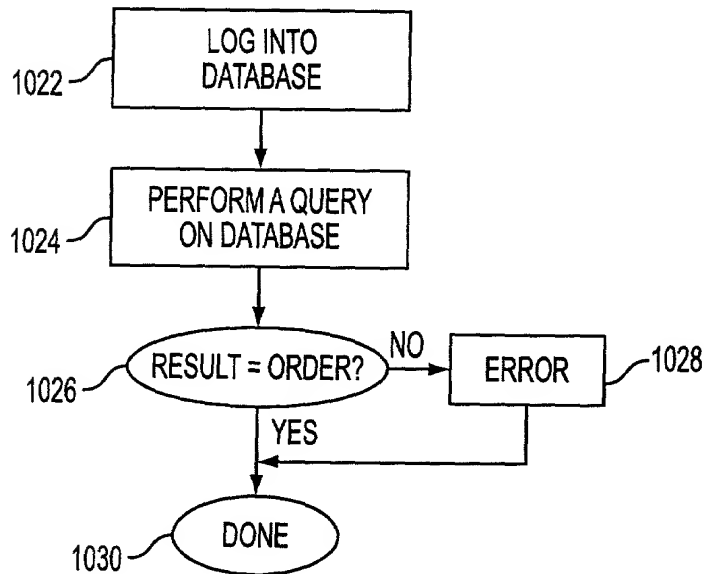 LOG INTO
DATABASE
1022
PERFORM A QUERY
ON DATABASE
1024
RESULT = ORDER?
NO
ERROR
1028
1026
YES
DONE
1030